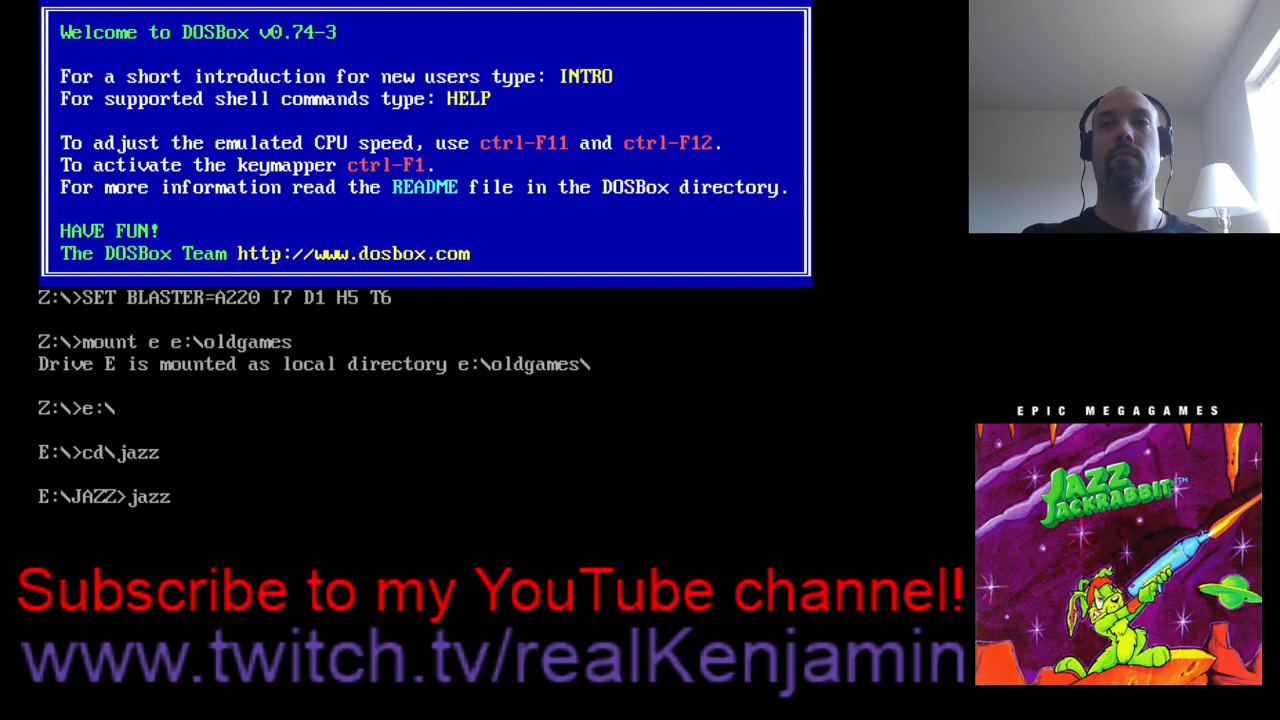 Welcome to DOSBox v0.74-3
For a short introduction for new users type: INTRO
For supported shell commands type: HELP
To adjust the emulated CPU speed, use ctrl-F11 and ctrl-F12.
To activate the keymapper ctrl-F1.
For more information read the README file in the DOSBox directory.
HAVE FUN!
The DOSBox Team http://www.dosbox.com
Z:\>SET BLASTER=A220 I7 D1 H5 T6
Z:\>mount e e:\oldgames
Drive E is mounted as local directory e:\oldgames\
Z:\>e:\
E:\>cd\jazz
E:\JAZZ>jazz
EPIC MEGAGAMES
JAZZ
JACKRABBIT™
Subscribe to my YouTube channel!
www.twitch.tv/realKenjamin